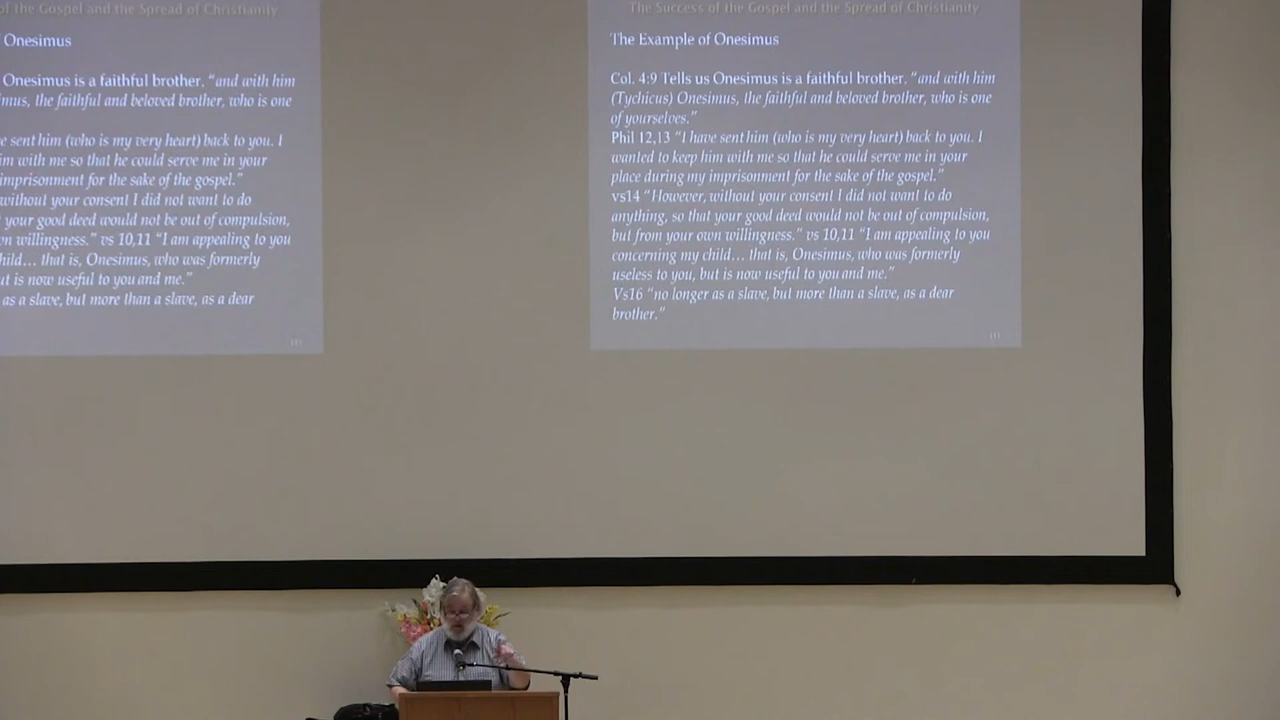 of the Gospel and the Spread of Christianity
Onesimus
Onesimus is a faithful brother. “and with him
imus, the faithful and beloved brother, who is one
ve sent him (who is my very heart) back to you. I
im with me so that he could serve me in your
imprisonment for the sake of the gospel.”
without your consent I did not want to do
t your good deed would not be out of compulsion,
wn willingness.” vs 10,11 “I am appealing to you
hild… that is, Onesimus, who was formerly
ut is now useful to you and me.”
as a slave, but more than a slave, as a dear
The Success of the Gospel and the Spread of Christianity
The Example of Onesimus
Col. 4:9 Tells us Onesimus is a faithful brother. “and with him
(Tychicus) Onesimus, the faithful and beloved brother, who is one
of yourselves.”
Phil 12,13 “I have sent him (who is my very heart) back to you. I
wanted to keep him with me so that he could serve me in your
place during my imprisonment for the sake of the gospel.”
vs14 “However, without your consent I did not want to do
anything, so that your good deed would not be out of compulsion,
but from your own willingness.” vs 10,11 “I am appealing to you
concerning my child… that is, Onesimus, who was formerly
useless to you, but is now useful to you and me.”
Vs16 “no longer as a slave, but more than a slave, as a dear
brother.”